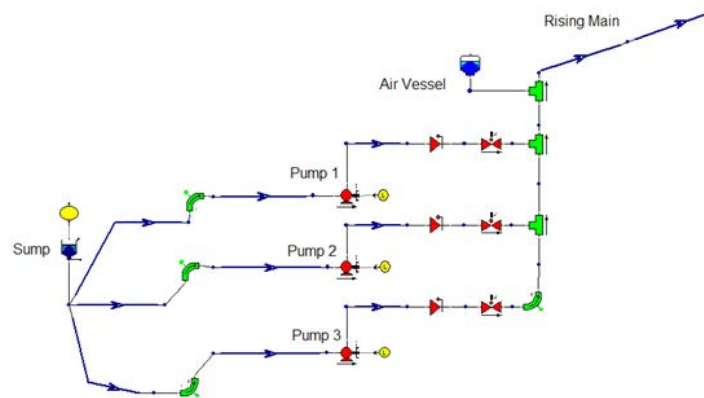 Rising Main
Air Vessel
Pump 1
Sump
Pump 2
Pump 3
L
L
L